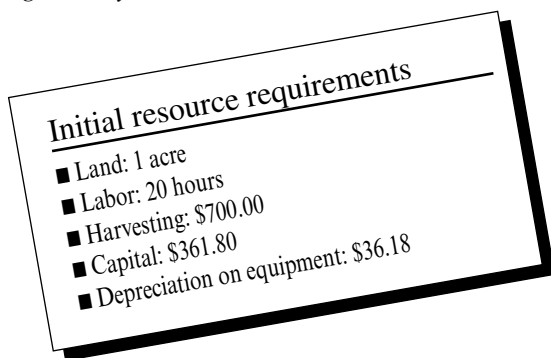 Initial resource requirements
■ Land: 1 acre
■ Labor: 20 hours
■ Harvesting: $700.00
■ Capital: $361.80
■ Depreciation on equipment: $36.18